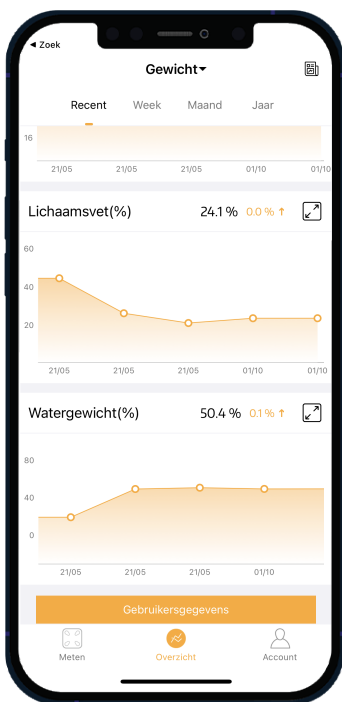 ◀ Zoek
Gewicht▾
Recent Week Maand Jaar
16
21/05 21/05 21/05 01/10 01/10
Lichaamsvet(%) 24.1 % 0.0 % ↑
60
40
20
21/05 21/05 21/05 01/10 01/10
Watergewicht(%) 50.4 % 0.1 % ↑
80
40
0
21/05 21/05 21/05 01/10
Gebruikersgegevens
Meten Overzicht Account